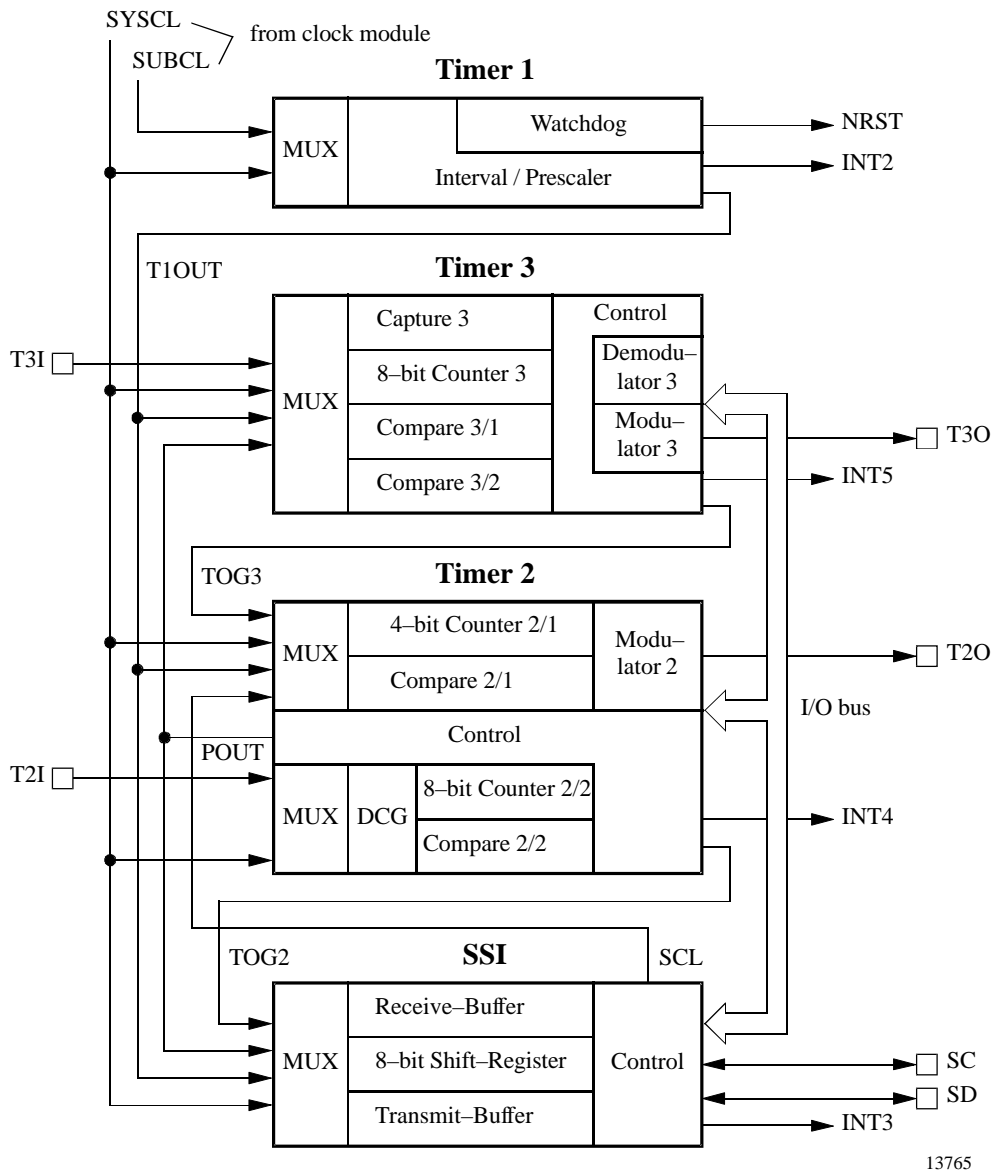 SYSCL
from clock module
SUBCL
Timer 1
Watchdog
NRST
MUX
INT2
Interval / Prescaler
T1OUT
Timer 3
Capture 3
Control
T3I
Demodu–
lator 3
8–bit Counter 3
MUX
Compare 3/1
Modu–
lator 3
T3O
Compare 3/2
INT5
TOG3
Timer 2
4–bit Counter 2/1
MUX
Modu–
lator 2
T2O
Compare 2/1
I/O bus
Control
POUT
T2I
8–bit Counter 2/2
MUX
DCG
INT4
Compare 2/2
TOG2
SSI
SCL
Receive–Buffer
MUX
8–bit Shift–Register
Control
SC
SD
Transmit–Buffer
INT3
13765